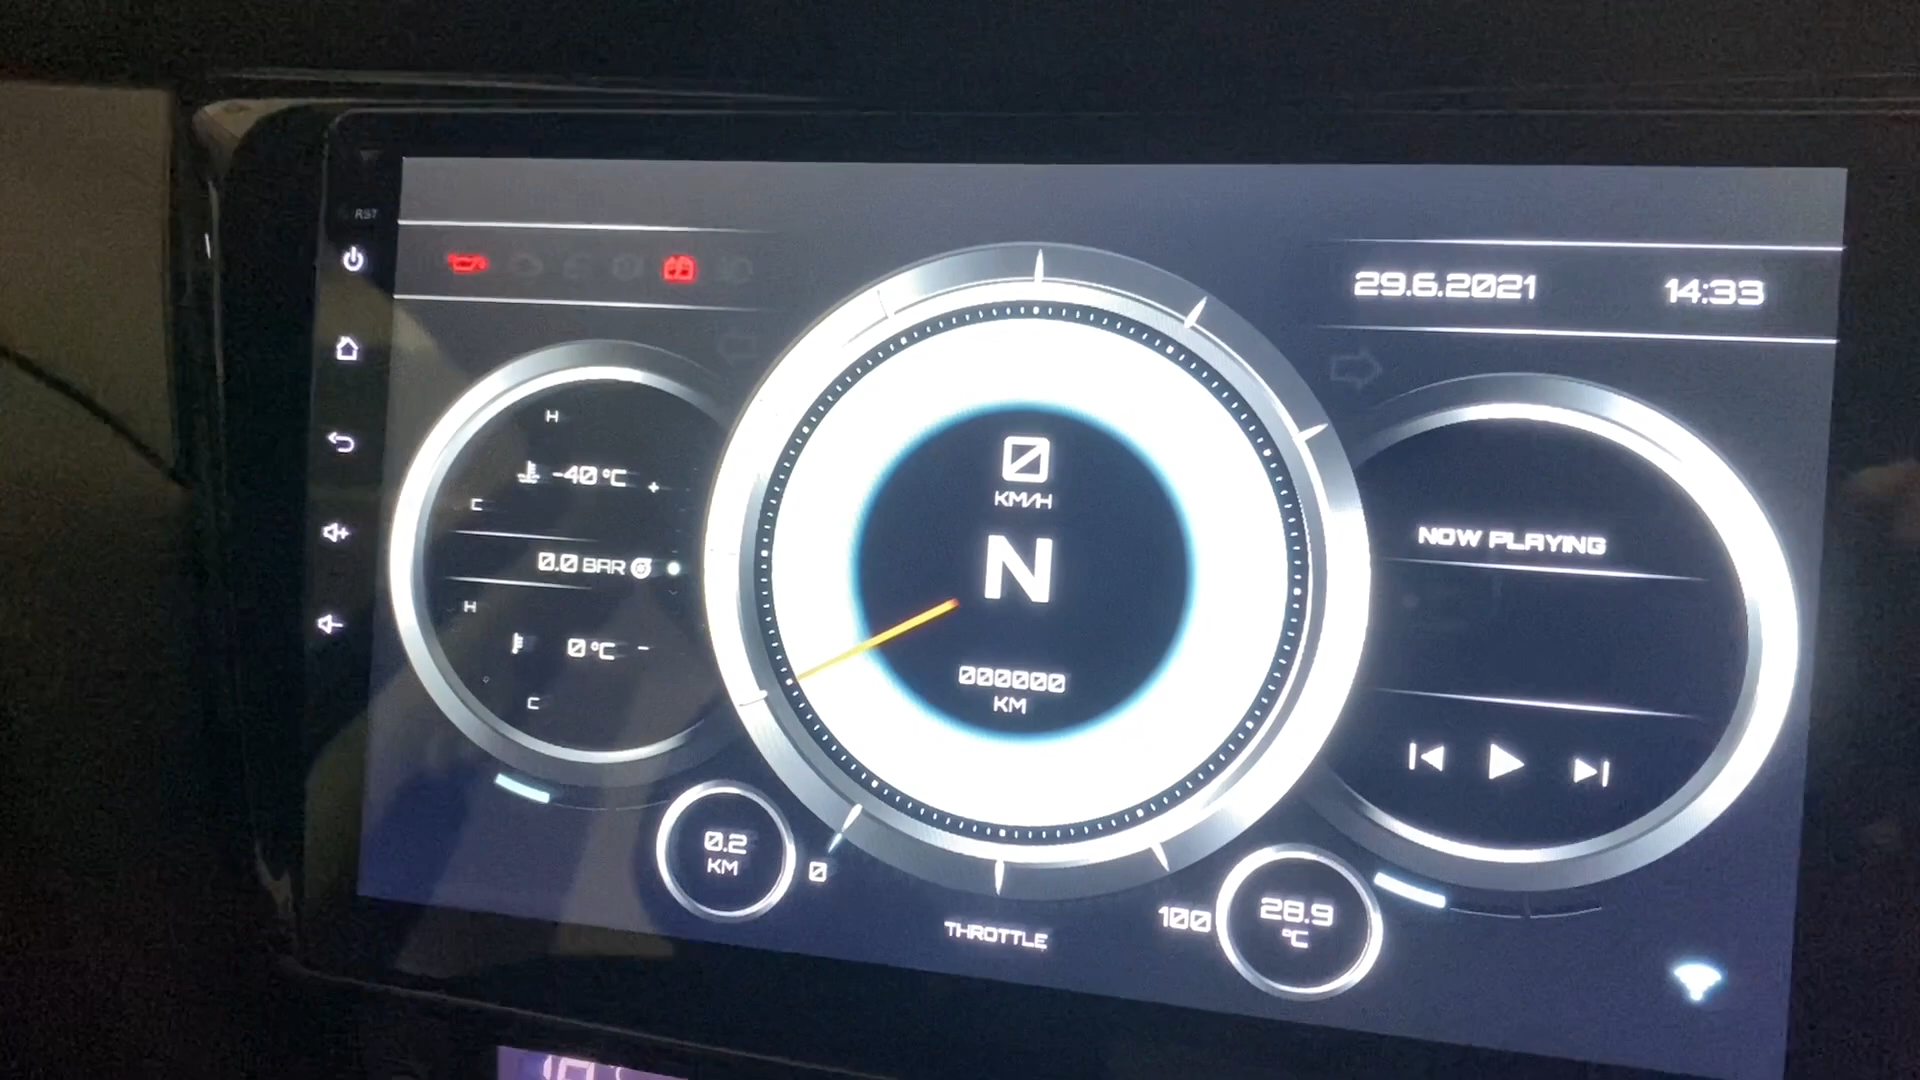 RST
29.6.2021 14:33
H
-40 °C +
C
0.0 BAR
H
0 °C -
C
0
KM/H
N
000000
KM
NOW PLAYING
0.2
KM
0
THROTTLE
100
28.9
°C